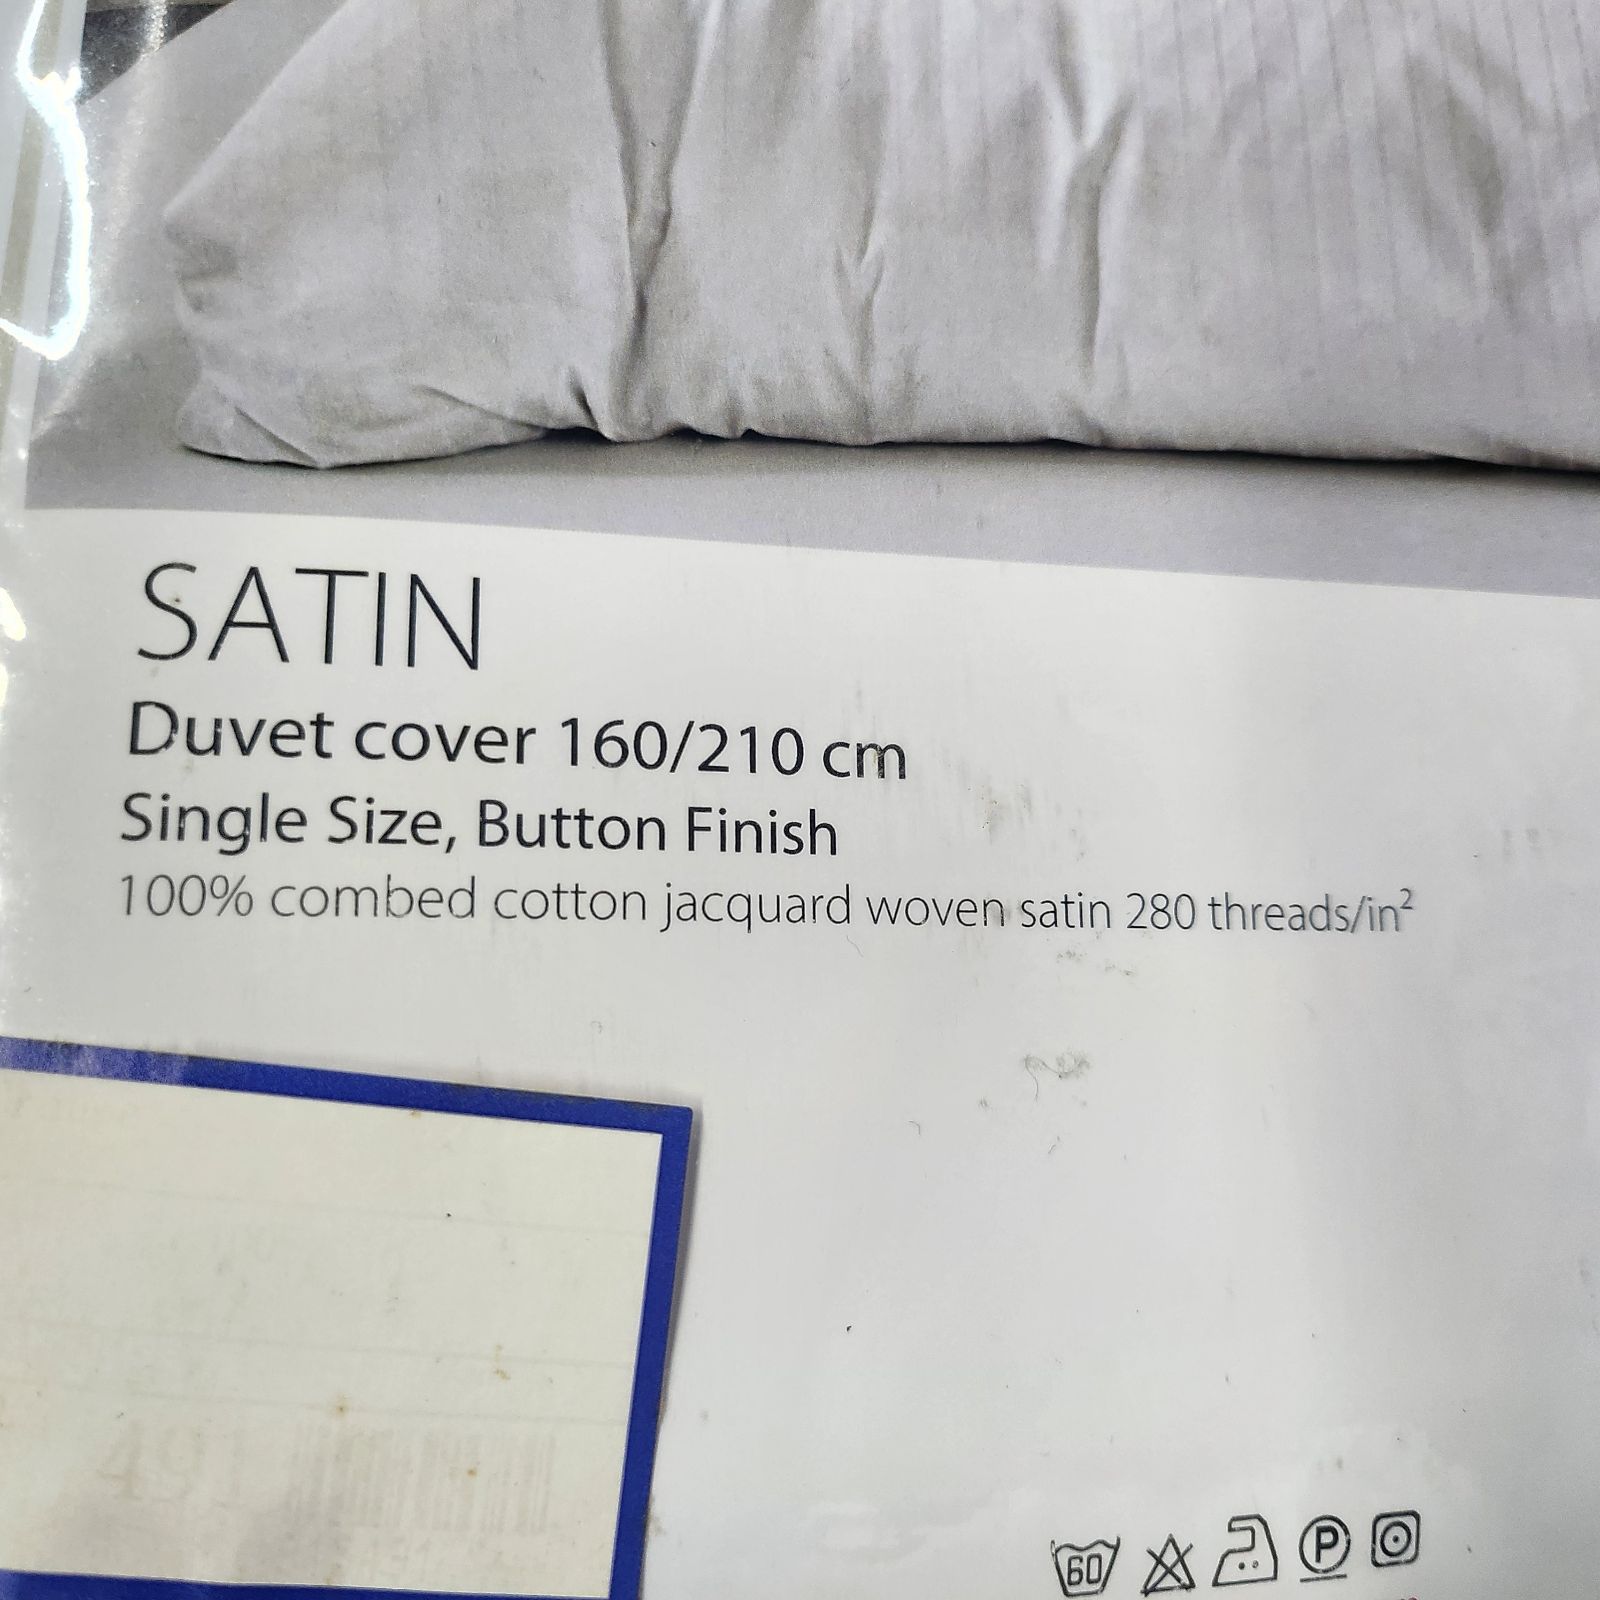 SATIN
Duvet cover 160/210 cm
Single Size, Button Finish
100% combed cotton jacquard woven satin 280 threads/in²
60 P